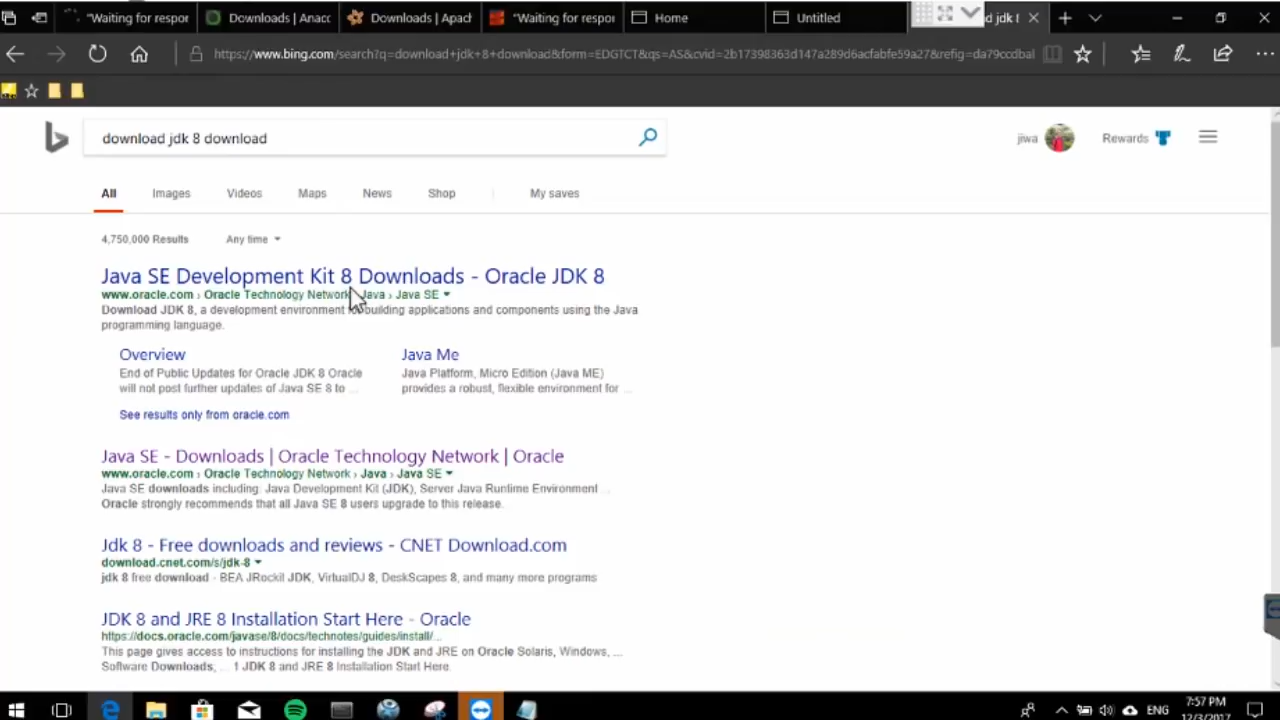 "Waiting for respor
Downloads | Anacc
Downloads | Apacl
"Waiting for respor
Home
Untitled
d jdk 8
https://www.bing.com/search?q=download+jdk+8+download&form=EDGTCT&qs=AS&cvid=2b17398363d147a289d6acfabfe59a27&refig=da79ccdbal
download jdk 8 download
jiwa
Rewards
All Images Videos Maps News Shop My saves
4,750,000 Results Any time
Java SE Development Kit 8 Downloads - Oracle JDK 8
www.oracle.com › Oracle Technology Network › Java › Java SE
Download JDK 8, a development environment for building applications and components using the Java
programming language.
Overview
End of Public Updates for Oracle JDK 8 Oracle
will not post further updates of Java SE 8 to ...
Java Me
Java Platform, Micro Edition (Java ME)
provides a robust, flexible environment for ...
See results only from oracle.com
Java SE - Downloads | Oracle Technology Network | Oracle
www.oracle.com › Oracle Technology Network › Java › Java SE
Java SE downloads including: Java Development Kit (JDK), Server Java Runtime Environment ...
Oracle strongly recommends that all Java SE 8 users upgrade to this release.
Jdk 8 - Free downloads and reviews - CNET Download.com
download.cnet.com/s/jdk-8
jdk 8 free download - BEA JRockil JDK, VirtualDJ 8, DeskScapes 8, and many more programs
JDK 8 and JRE 8 Installation Start Here - Oracle
https://docs.oracle.com/javase/8/docs/technotes/guides/install/...
This page gives access to instructions for installing the JDK and JRE on Oracle Solaris, Windows, ...
Software Downloads; ... 1 JDK 8 and JRE 8 Installation Start Here.
ENG
7:57 PM
12/3/2017